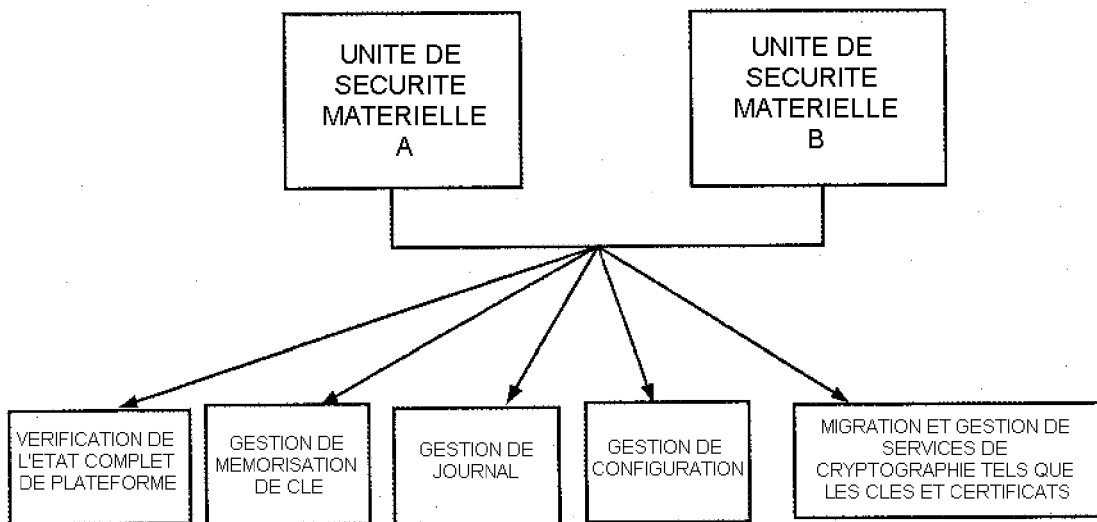 UNITE DE
SECURITE
MATERIELLE
A
UNITE DE
SECURITE
MATERIELLE
B
VERIFICATION DE
L'ETAT COMPLET
DE PLATEFORME
GESTION DE
MEMORISATION
DE CLE
GESTION DE
JOURNAL
GESTION DE
CONFIGURATION
MIGRATION ET GESTION DE
SERVICES DE
CRYPTOGRAPHIE TELS QUE
LES CLES ET CERTIFICATS